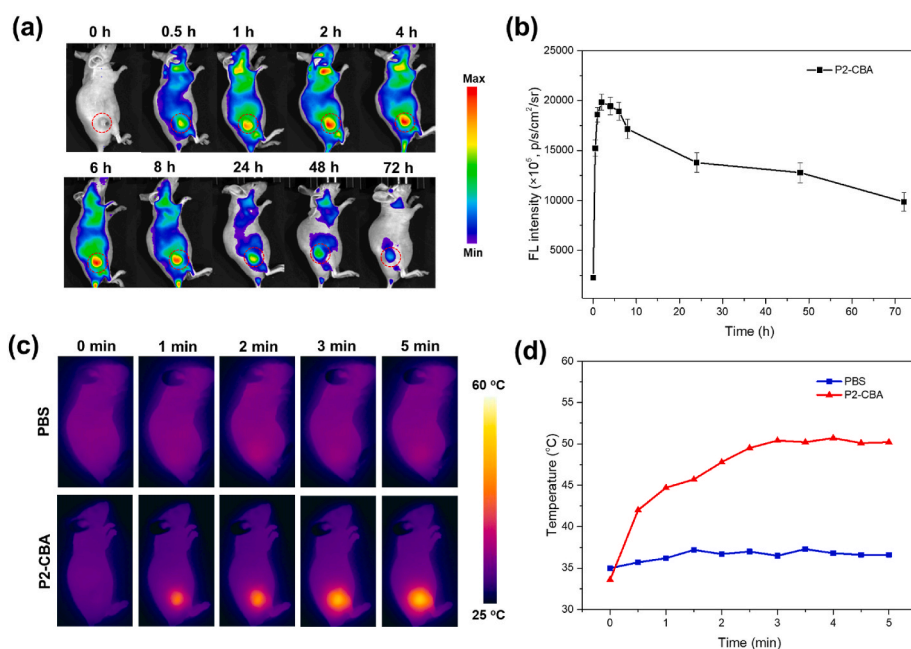 (a)
0 h 0.5 h 1 h 2 h 4 h
6 h 8 h 24 h 48 h 72 h
Max
Min
(b)
25000
20000
15000
10000
5000
FL intensity (×10⁵, p/s/cm²/sr)
P2-CBA
0 10 20 30 40 50 60 70
Time (h)
(c)
0 min 1 min 2 min 3 min 5 min
PBS
P2-CBA
60 °C
25 °C
(d)
60
55
50
45
40
35
30
Temperature (°C)
PBS
P2-CBA
0 1 2 3 4 5
Time (min)